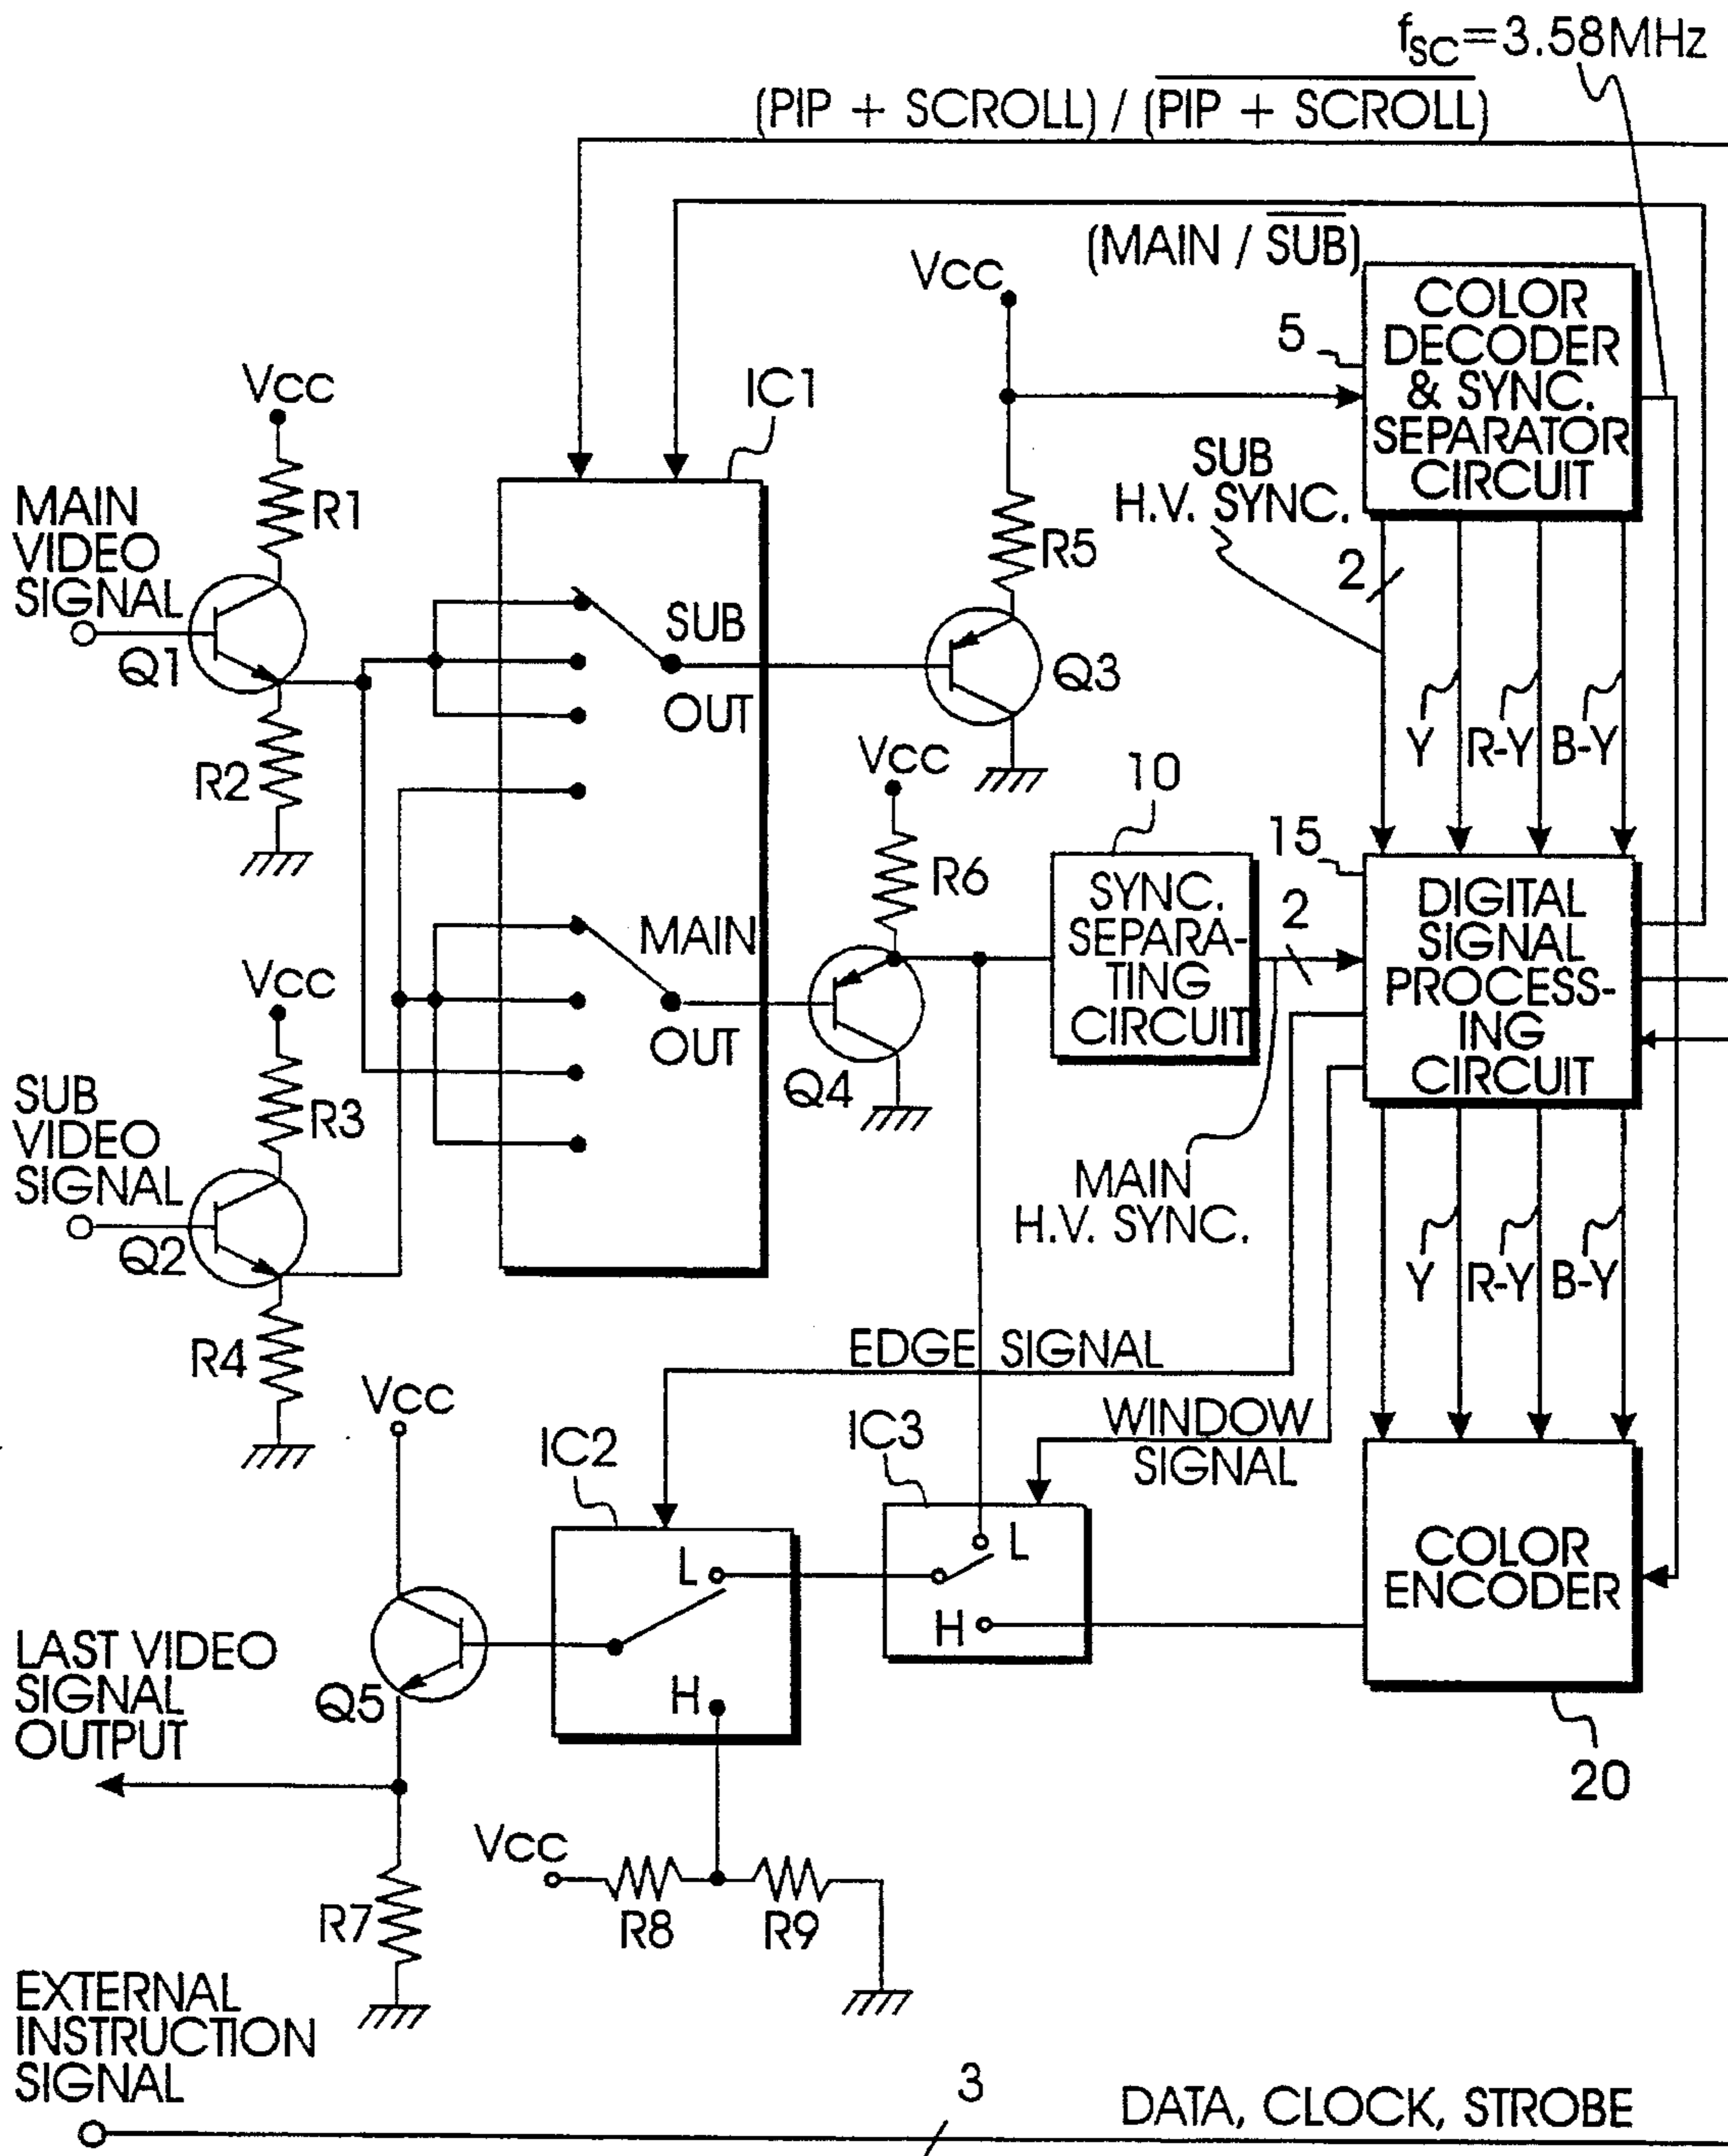 fSC=3.58MHz
(PIP + SCROLL) / (PIP + SCROLL)
(MAIN / SUB)
Vcc
COLOR
DECODER
& SYNC.
SEPARATOR
CIRCUIT
5
Vcc
IC1
SUB
H.V. SYNC.
MAIN
VIDEO
SIGNAL
R1
R5
2
Q1
SUB
OUT
Q3
R2
Vcc
10
Y
R-Y
B-Y
15
R6
SYNC.
SEPARA-
TING
CIRCUIT
2
DIGITAL
SIGNAL
PROCESS-
ING
CIRCUIT
MAIN
OUT
Vcc
Q4
SUB
VIDEO
SIGNAL
R3
MAIN
H.V. SYNC.
Q2
Y
R-Y
B-Y
R4
EDGE SIGNAL
Vcc
WINDOW
SIGNAL
IC2
IC3
L
L
H
COLOR
ENCODER
LAST VIDEO
SIGNAL
OUTPUT
Q5
H
20
Vcc
R7
R8
R9
EXTERNAL
INSTRUCTION
SIGNAL
3
DATA, CLOCK, STROBE